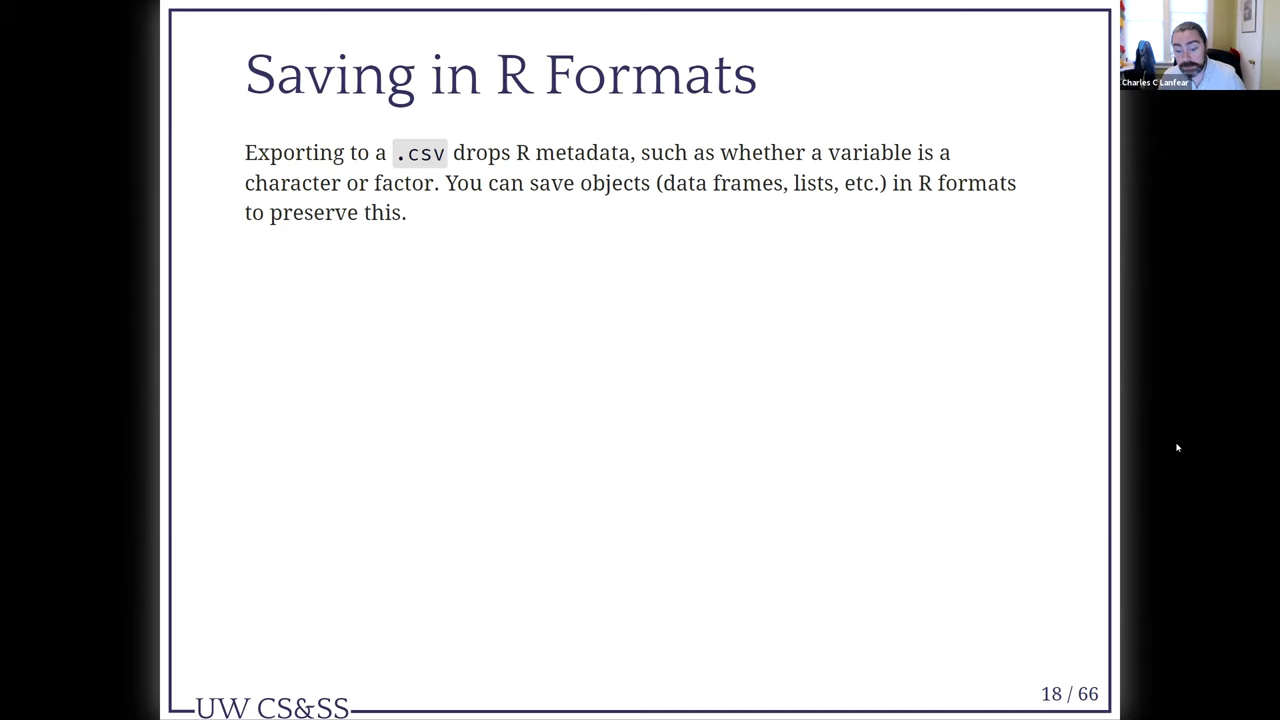 Saving in R Formats
Exporting to a .csv drops R metadata, such as whether a variable is a
character or factor. You can save objects (data frames, lists, etc.) in R formats
to preserve this.
18 / 66
UW CS&SS
Charles C Lanfear